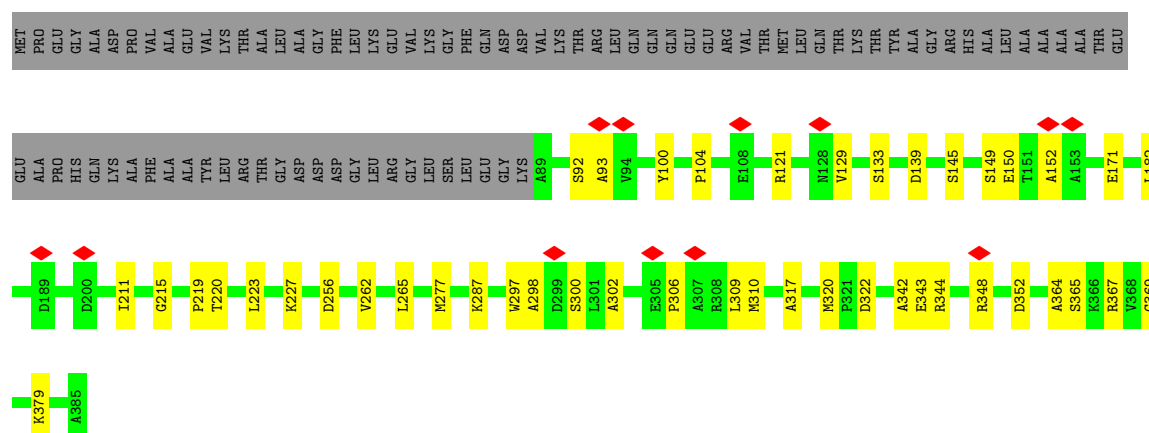 MET PRO GLU GLY ALA ASP PRO VAL ALA GLU VAL LYS THR ALA LEU ALA GLY PHE LEU LYS GLU VAL LYS GLY PHE GLN ASP ASP VAL LYS THR ARG LEU GLN GLN GLN GLU GLU ARG VAL THR MET LEU GLN THR LYS THR TYR ALA GLY ARG HIS ALA LEU ALA ALA ALA ALA THR GLU
GLU ALA PRO HIS GLN LYS ALA PHE ALA ALA TYR LEU ARG THR GLY ASP ASP ASP GLY LEU ARG GLY LEU SER LEU GLU GLY LYS A89 S92 A93 V94 Y100 P104 E108 R121 N128 V129 S133 D139 S145 S149 E150 T151 A152 A153 E171
D189 D200 I211 G215 P219 T220 L223 K227 D256 V262 L265 M277 K287 W297 A298 D299 S300 L301 A302 E305 P306 A307 R308 L309 M310 A317 M320 P321 D322 A342 E343 R344 R348 D352 A364 S365 K366 R367 V368
K379 A385